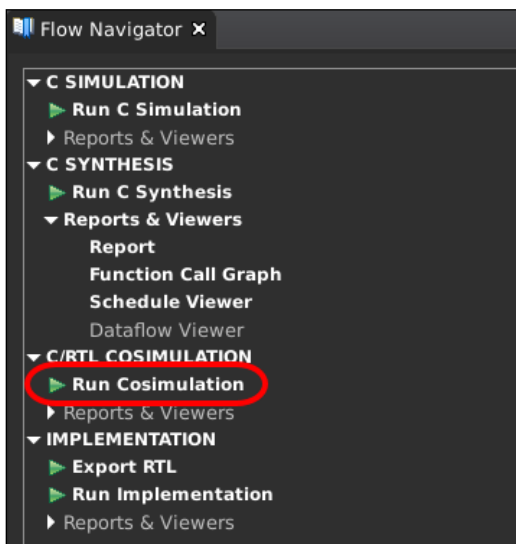 Flow Navigator
C SIMULATION
Run C Simulation
Reports & Viewers
C SYNTHESIS
Run C Synthesis
Reports & Viewers
Report
Function Call Graph
Schedule Viewer
Dataflow Viewer
C/RTL COSIMULATION
Run Cosimulation
Reports & Viewers
IMPLEMENTATION
Export RTL
Run Implementation
Reports & Viewers